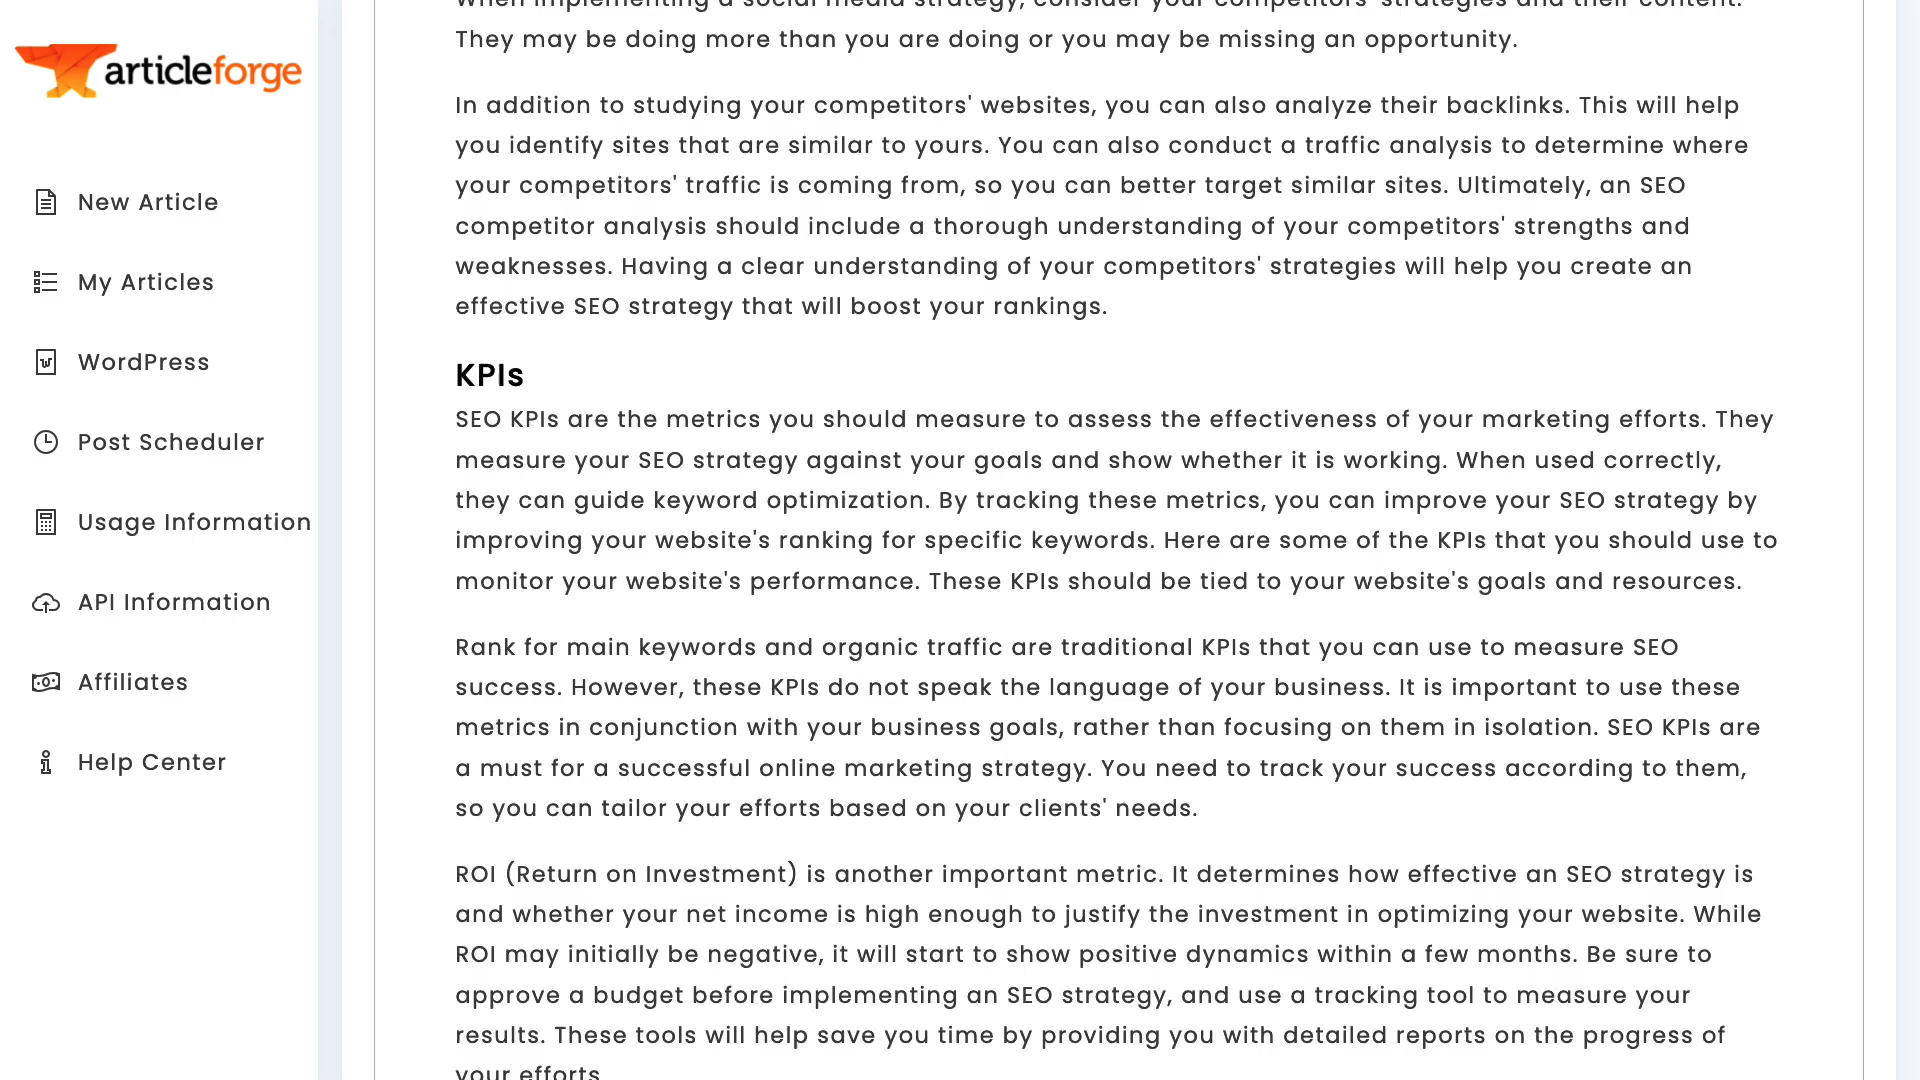 articleforge
New Article
My Articles
WordPress
Post Scheduler
Usage Information
API Information
Affiliates
Help Center
When implementing a social media strategy, consider your competitors' strategies and their content.
They may be doing more than you are doing or you may be missing an opportunity.
In addition to studying your competitors' websites, you can also analyze their backlinks. This will help
you identify sites that are similar to yours. You can also conduct a traffic analysis to determine where
your competitors' traffic is coming from, so you can better target similar sites. Ultimately, an SEO
competitor analysis should include a thorough understanding of your competitors' strengths and
weaknesses. Having a clear understanding of your competitors' strategies will help you create an
effective SEO strategy that will boost your rankings.
KPIs
SEO KPIs are the metrics you should measure to assess the effectiveness of your marketing efforts. They
measure your SEO strategy against your goals and show whether it is working. When used correctly,
they can guide keyword optimization. By tracking these metrics, you can improve your SEO strategy by
improving your website's ranking for specific keywords. Here are some of the KPIs that you should use to
monitor your website's performance. These KPIs should be tied to your website's goals and resources.
Rank for main keywords and organic traffic are traditional KPIs that you can use to measure SEO
success. However, these KPIs do not speak the language of your business. It is important to use these
metrics in conjunction with your business goals, rather than focusing on them in isolation. SEO KPIs are
a must for a successful online marketing strategy. You need to track your success according to them,
so you can tailor your efforts based on your clients' needs.
ROI (Return on Investment) is another important metric. It determines how effective an SEO strategy is
and whether your net income is high enough to justify the investment in optimizing your website. While
ROI may initially be negative, it will start to show positive dynamics within a few months. Be sure to
approve a budget before implementing an SEO strategy, and use a tracking tool to measure your
results. These tools will help save you time by providing you with detailed reports on the progress of
your efforts.